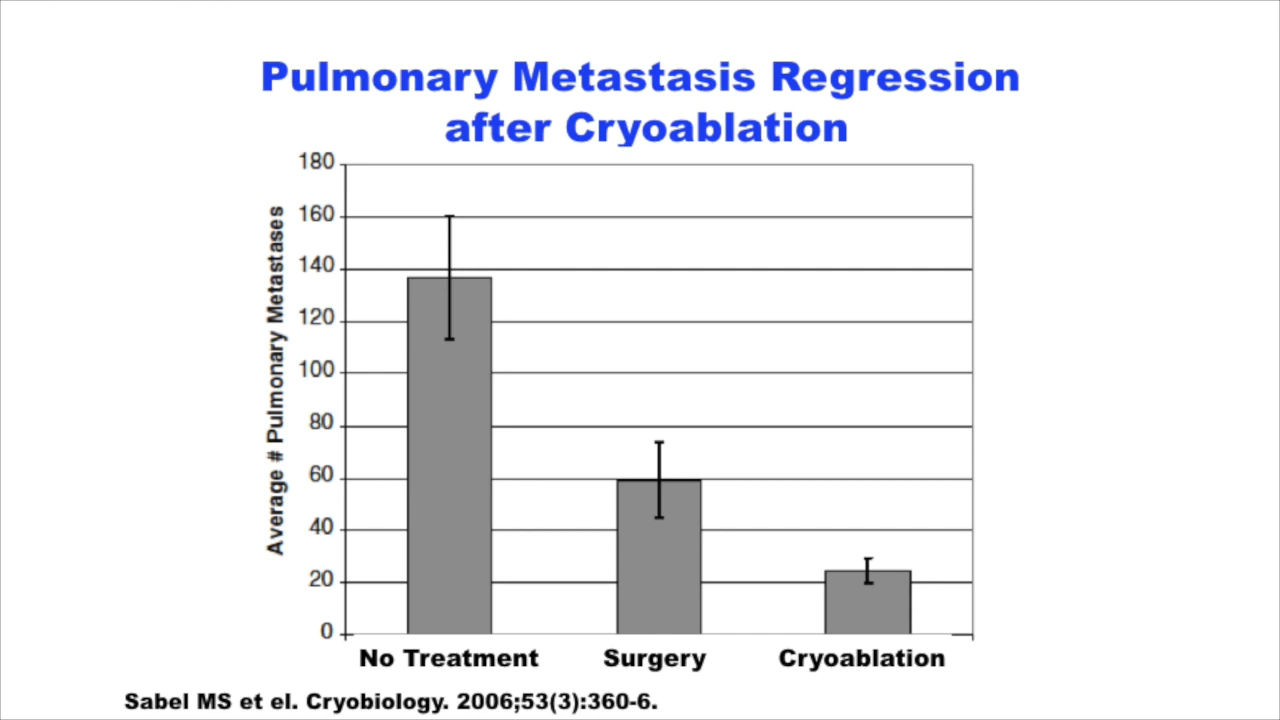 Pulmonary Metastasis Regression
after Cryoablation
Average # Pulmonary Metastases
180
160
140
120
100
80
60
40
20
0
No Treatment
Surgery
Cryoablation
Sabel MS et el. Cryobiology. 2006;53(3):360-6.